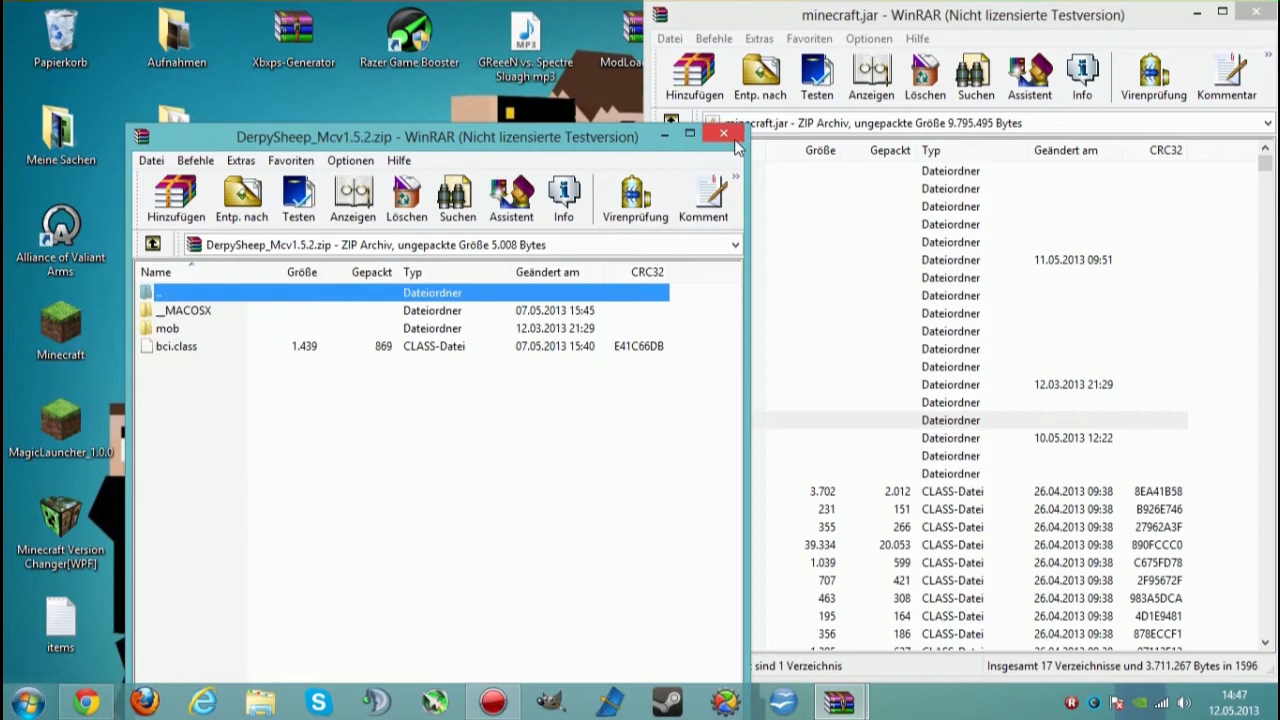 Papierkorb
Aufnahmen
Xbxps-Generator
Razer Game Booster
MP3
GReeeN vs. Spectre
Sluagh mp3
ModLoa
Meine Sachen
Alliance of Valiant
Arms
Minecraft
MagicLauncher_1.0.0
Minecraft Version
Changer[WPF]
items
minecraft.jar - WinRAR (Nicht lizensierte Testversion)
Datei Befehle Extras Favoriten Optionen Hilfe
Hinzufügen Entp. nach Testen Anzeigen Löschen Suchen Assistent Info Virenprüfung Kommentar
minecraft.jar - ZIP Archiv, ungepackte Größe 9.795.495 Bytes
Größe Gepackt Typ Geändert am CRC32
Dateiordner
Dateiordner
Dateiordner
Dateiordner
Dateiordner
Dateiordner 11.05.2013 09:51
Dateiordner
Dateiordner
Dateiordner
Dateiordner
Dateiordner
Dateiordner
Dateiordner 12.03.2013 21:29
Dateiordner
Dateiordner
Dateiordner 10.05.2013 12:22
Dateiordner
Dateiordner
3.702 2.012 CLASS-Datei 26.04.2013 09:38 8EA41B58
231 151 CLASS-Datei 26.04.2013 09:38 B926E746
355 266 CLASS-Datei 26.04.2013 09:38 27962A3F
39.334 20.053 CLASS-Datei 26.04.2013 09:38 890FCCC0
1.039 599 CLASS-Datei 26.04.2013 09:38 C675FD78
707 421 CLASS-Datei 26.04.2013 09:38 2F95672F
463 308 CLASS-Datei 26.04.2013 09:38 983A5DCA
195 164 CLASS-Datei 26.04.2013 09:38 4D1E9481
356 186 CLASS-Datei 26.04.2013 09:38 878ECCF1
sind 1 Verzeichnis
Insgesamt 17 Verzeichnisse und 3.711.267 Bytes in 1596
DerpySheep_Mcv1.5.2.zip - WinRAR (Nicht lizensierte Testversion)
Datei Befehle Extras Favoriten Optionen Hilfe
Hinzufügen Entp. nach Testen Anzeigen Löschen Suchen Assistent Info Virenprüfung Komment
DerpySheep_Mcv1.5.2.zip - ZIP Archiv, ungepackte Größe 5.008 Bytes
Name Größe Gepackt Typ Geändert am CRC32
.. Dateiordner
__MACOSX Dateiordner 07.05.2013 15:45
mob Dateiordner 12.03.2013 21:29
bci.class 1.439 869 CLASS-Datei 07.05.2013 15:40 E41C66DB
14:47
12.05.2013